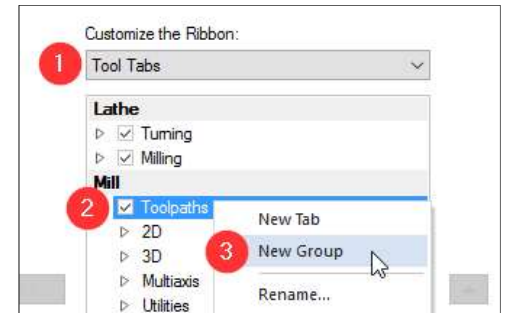 Customize the Ribbon:
1 Tool Tabs
Lathe
Turning
Milling
Mill
2 Toolpaths
New Tab
2D
3D
3 New Group
Multiaxis
Utilities
Rename...